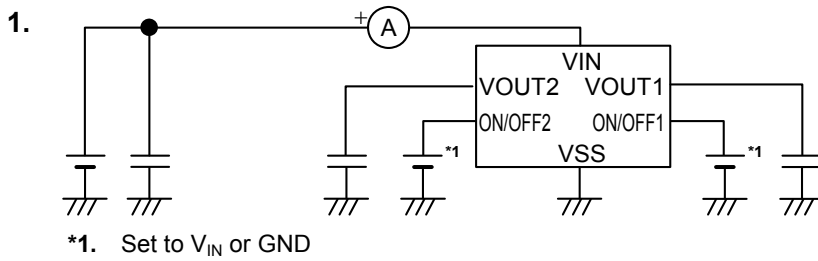 1.
+ A
VIN
VOUT2 VOUT1
ON/OFF2 ON/OFF1
*1 *1
VSS
*1. Set to VIN or GND